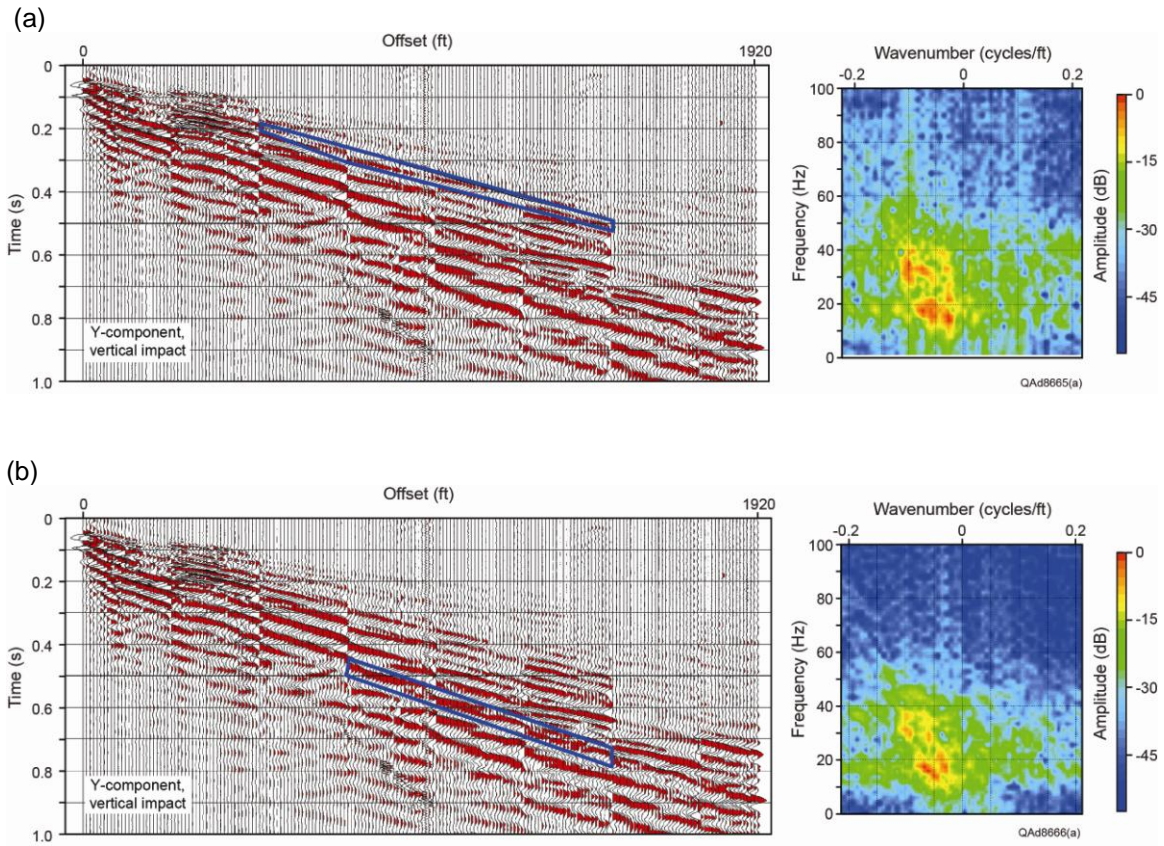 (a)
Offset (ft)
0
1920
0
0.2
0.4
0.6
0.8
1.0
Time (s)
Y-component,
vertical impact
Wavenumber (cycles/ft)
-0.2
0
0.2
100
80
60
40
20
0
Frequency (Hz)
0
-15
-30
-45
Amplitude (dB)
QAd8665(a)
(b)
Offset (ft)
0
1920
0
0.2
0.4
0.6
0.8
1.0
Time (s)
Y-component,
vertical impact
Wavenumber (cycles/ft)
-0.2
0
0.2
100
80
60
40
20
0
Frequency (Hz)
0
-15
-30
-45
Amplitude (dB)
QAd8666(a)